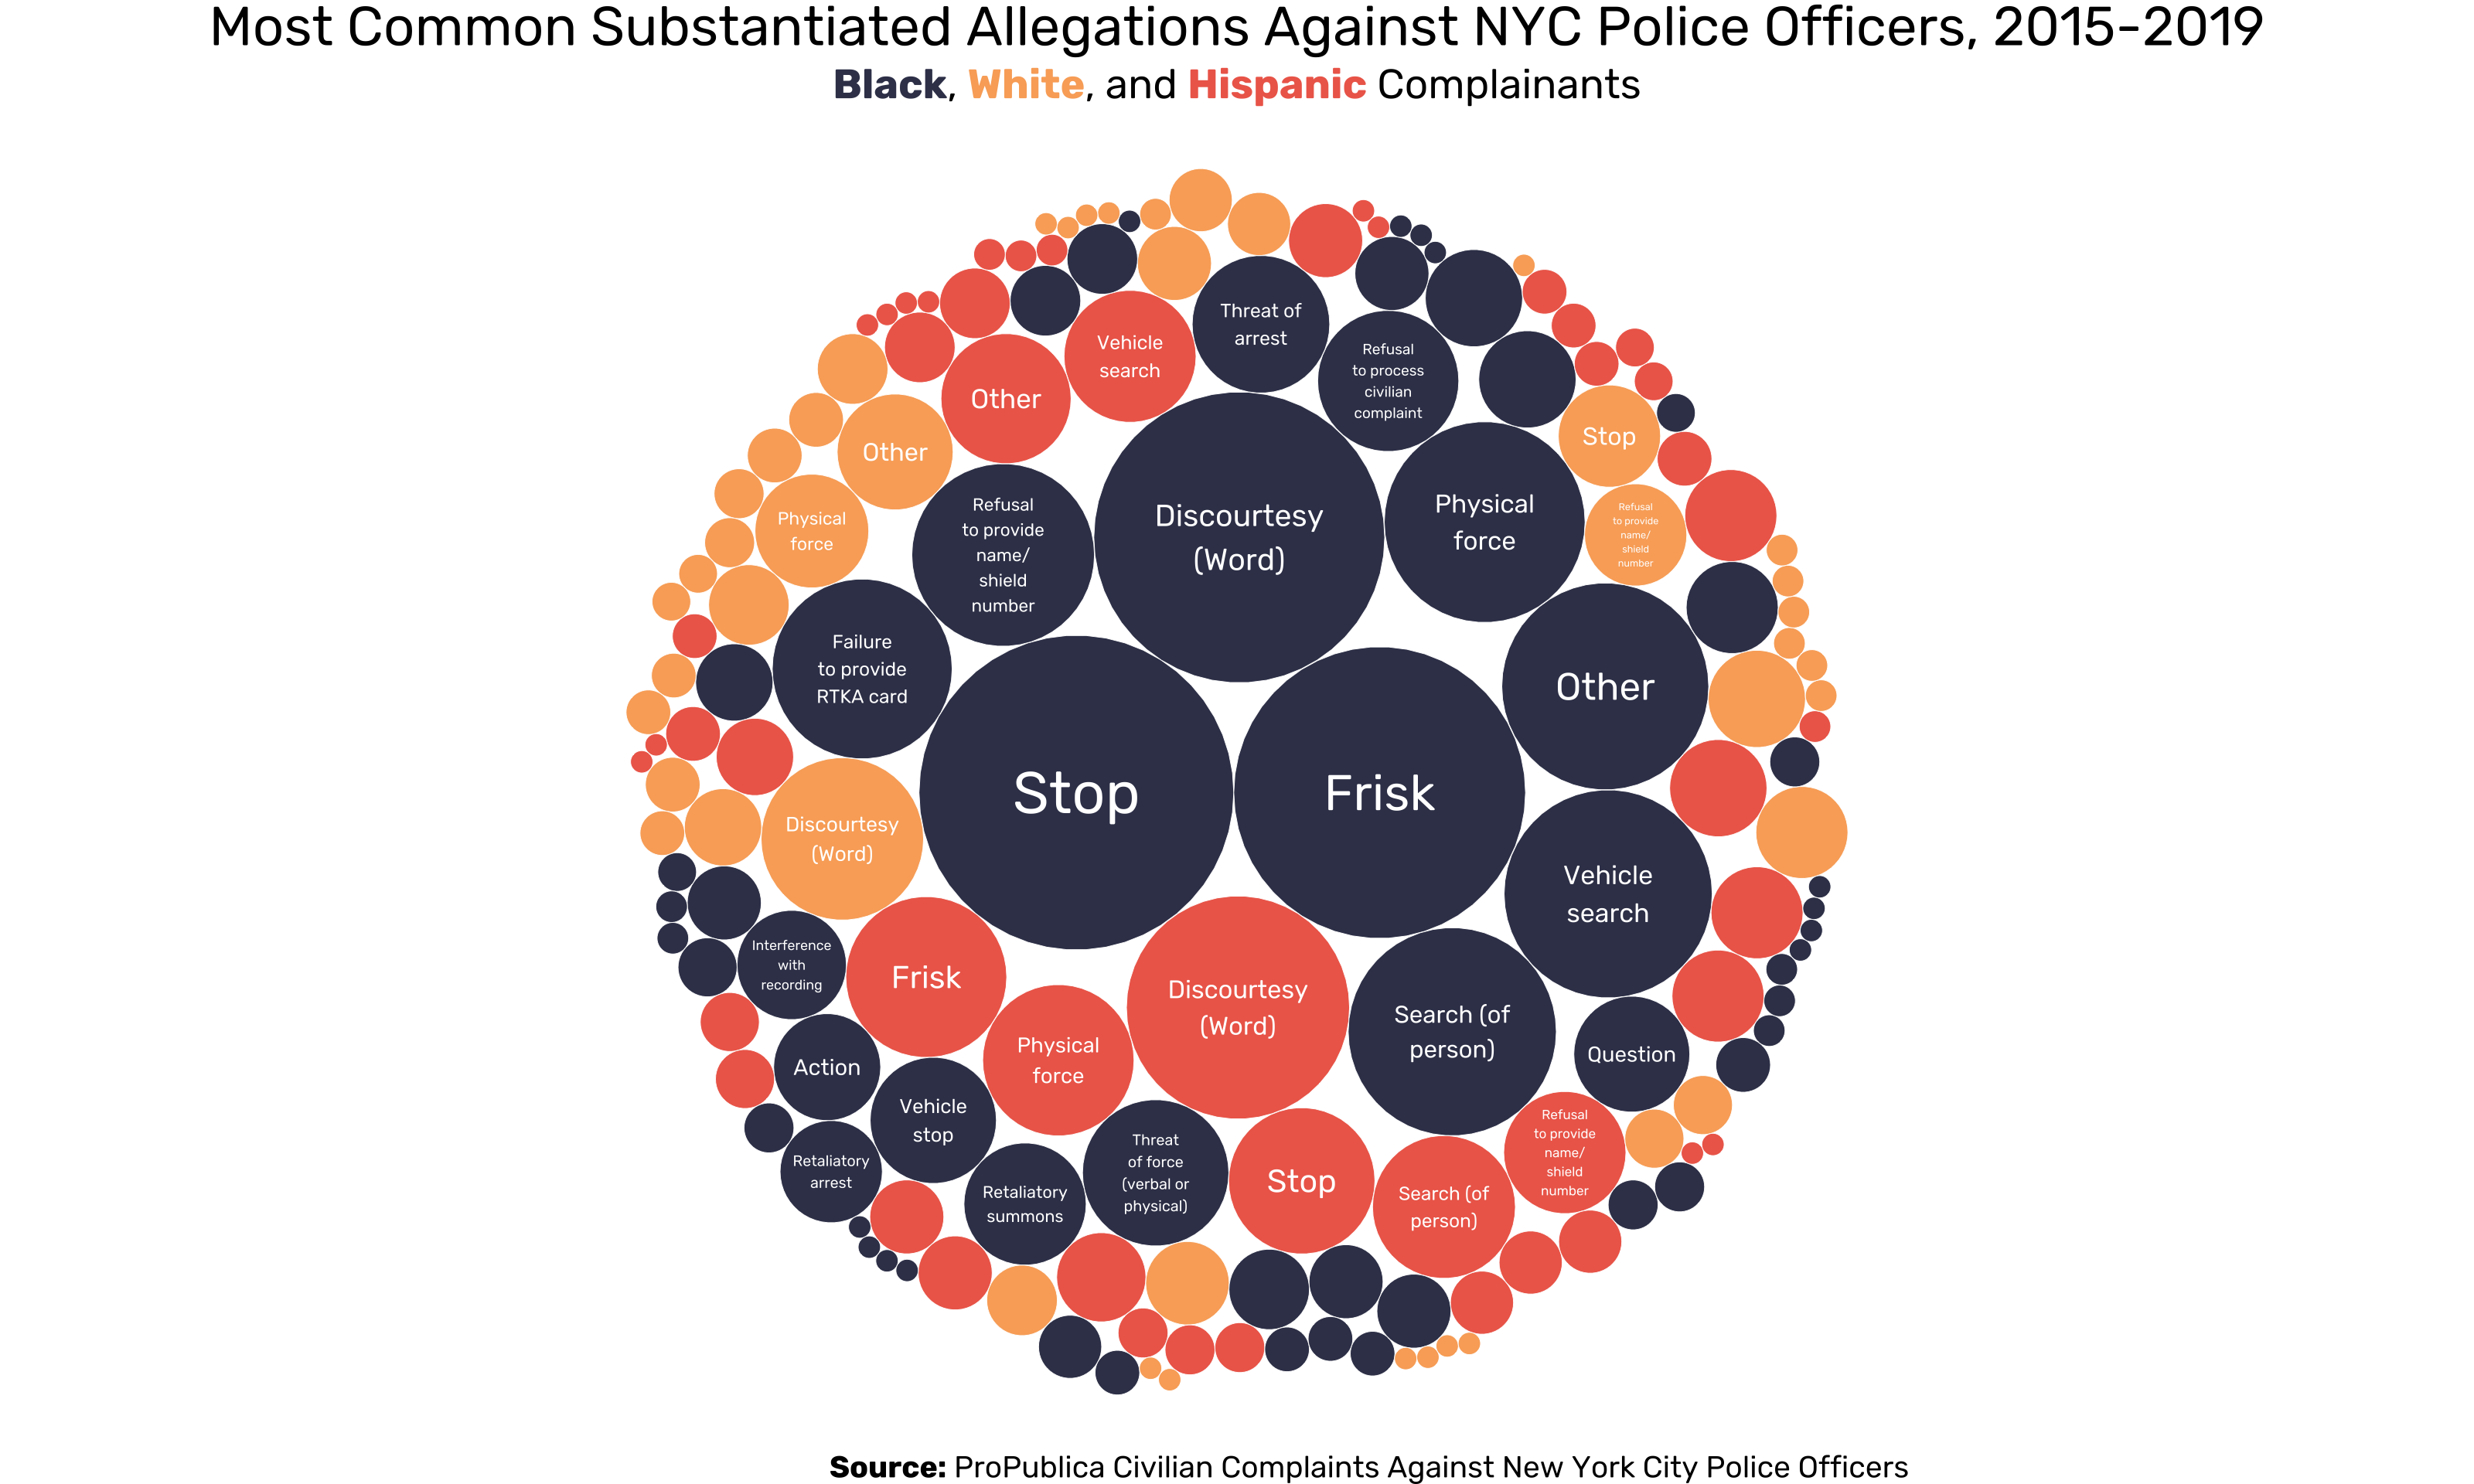 Most Common Substantiated Allegations Against NYC Police Officers, 2015-2019
Black, White, and Hispanic Complainants
Threat of
arrest
Vehicle
search
Refusal
to process
civilian
complaint
Other
Other
Stop
Refusal
to provide
name/
shield
number
Discourtesy
(Word)
Physical
force
Physical
force
Refusal
to provide
name/
shield
number
Failure
to provide
RTKA card
Other
Stop
Frisk
Discourtesy
(Word)
Vehicle
search
Interference
with
recording
Frisk
Discourtesy
(Word)
Search (of
person)
Physical
force
Question
Action
Vehicle
stop
Retaliatory
arrest
Threat
of force
(verbal or
physical)
Refusal
to provide
name/
shield
number
Retaliatory
summons
Stop
Search (of
person)
Source: ProPublica Civilian Complaints Against New York City Police Officers